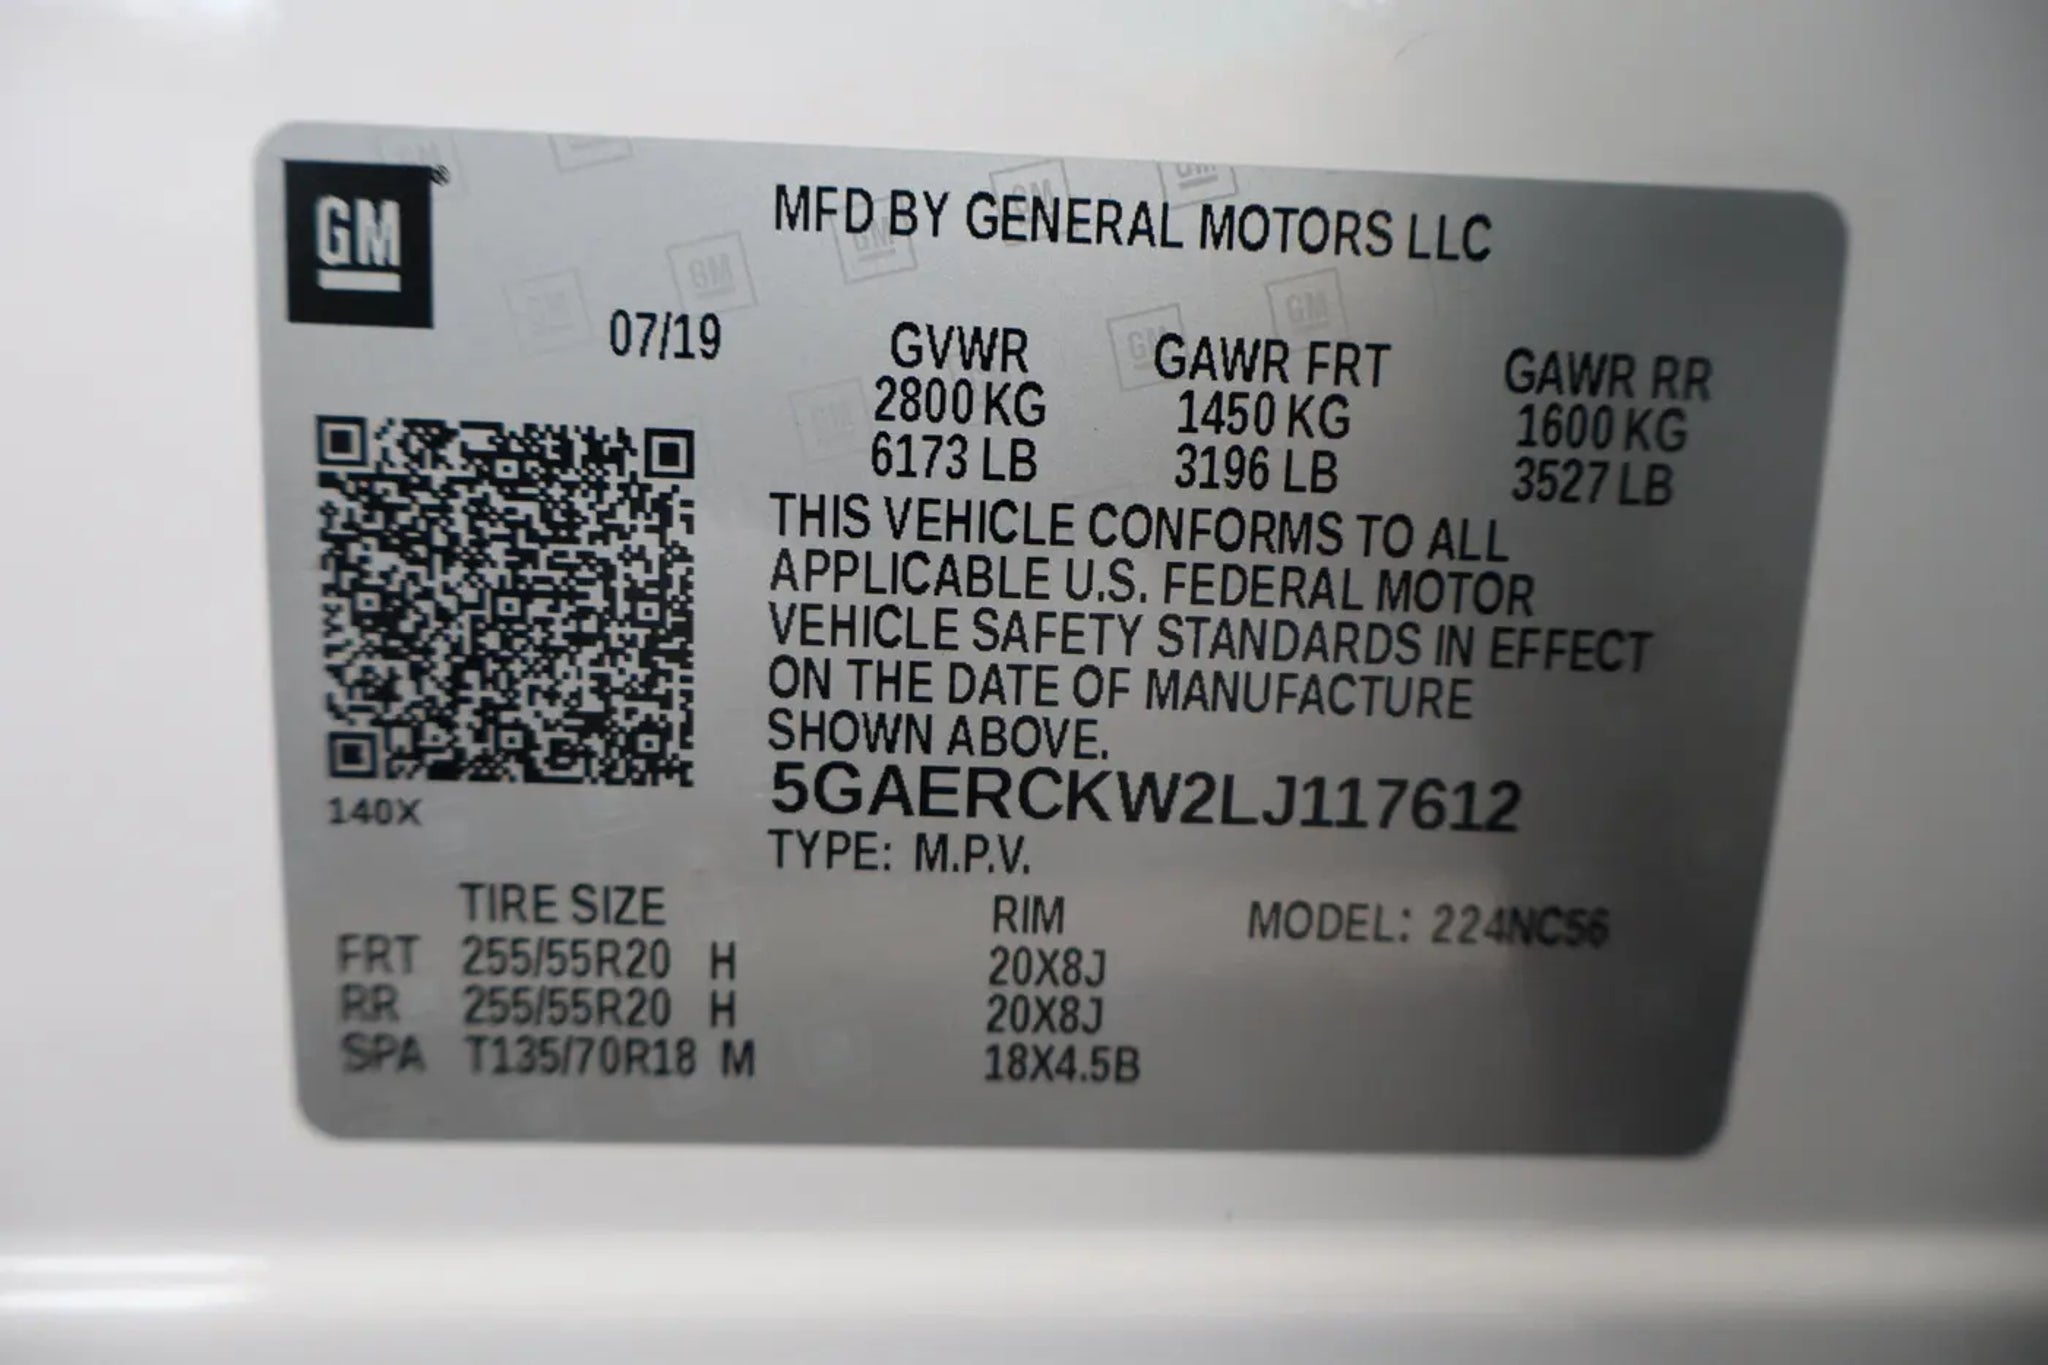 GM
MFD BY GENERAL MOTORS LLC
07/19 GVWR GAWR FRT GAWR RR
2800 KG 1450 KG 1600 KG
6173 LB 3196 LB 3527 LB
THIS VEHICLE CONFORMS TO ALL
APPLICABLE U.S. FEDERAL MOTOR
VEHICLE SAFETY STANDARDS IN EFFECT
ON THE DATE OF MANUFACTURE
SHOWN ABOVE.
5GAERCKW2LJ117612
140X
TYPE: M.P.V.
TIRE SIZE RIM MODEL: 224NC56
FRT 255/55R20 H 20X8J
RR 255/55R20 H 20X8J
SPA T135/70R18 M 18X4.5B